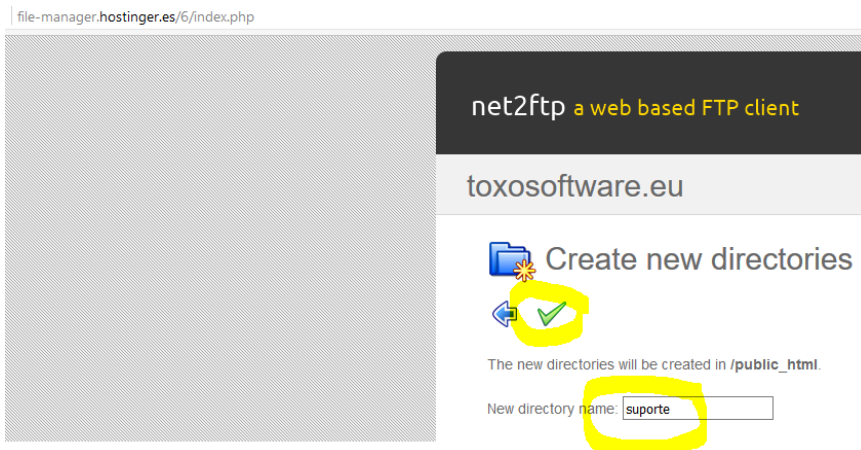 file-manager.hostinger.es/6/index.php
net2ftp a web based FTP client
toxosoftware.eu
Create new directories
The new directories will be created in /public_html.
New directory name: suporte